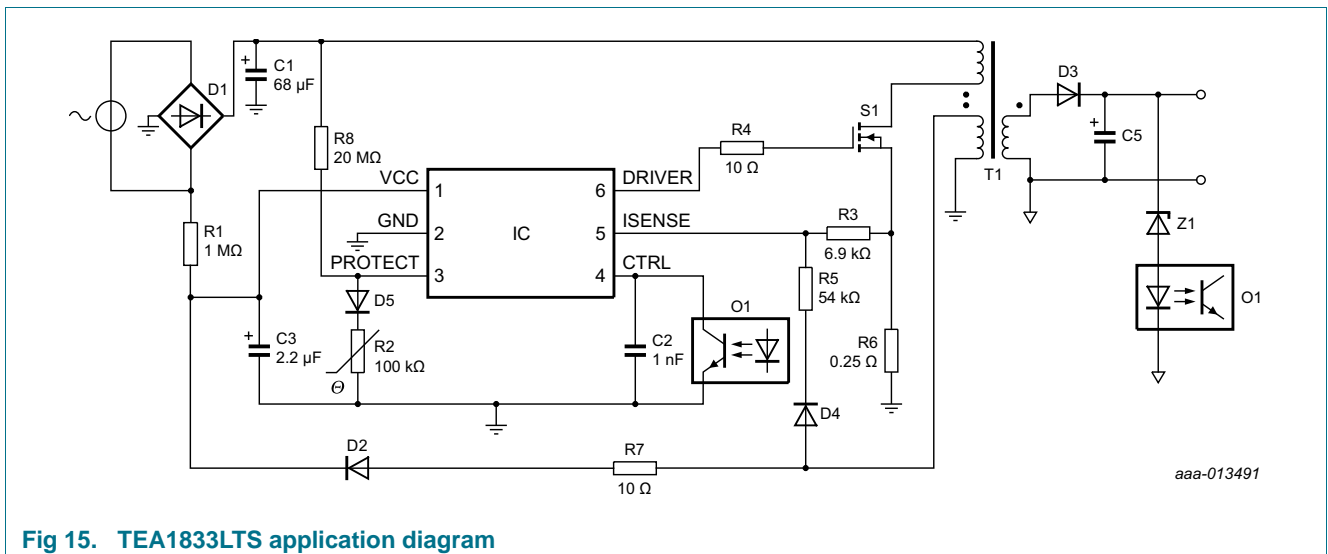 D1
C1
68 µF
R8
20 MΩ
VCC
1
GND
2
PROTECT
3
IC
6
DRIVER
5
ISENSE
4
CTRL
R4
10 Ω
S1
T1
D3
C5
Z1
O1
R1
1 MΩ
C3
2.2 µF
D5
R2
100 kΩ
Θ
C2
1 nF
O1
R3
6.9 kΩ
R5
54 kΩ
R6
0.25 Ω
D4
D2
R7
10 Ω
aaa-013491
Fig 15. TEA1833LTS application diagram